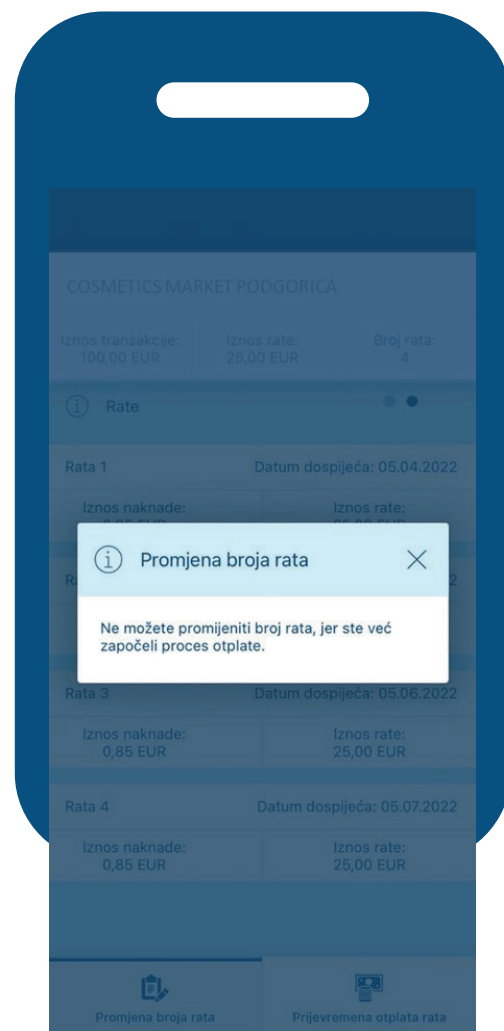 COSMETICS MARKET PODGORICA
Iznos transakcije: Iznos rate: Broj rata:
100,00 EUR 25,00 EUR 4
Rate
Rata 1 Datum dospijeća: 05.04.2022
Iznos naknade: Iznos rate:
Promjena broja rata
Ne možete promijeniti broj rata, jer ste već
započeli proces otplate.
Rata 3 Datum dospijeća: 05.06.2022
Iznos naknade: Iznos rate:
0,85 EUR 25,00 EUR
Rata 4 Datum dospijeća: 05.07.2022
Iznos naknade: Iznos rate:
0,85 EUR 25,00 EUR
Promjena broja rata Prijevremena otplata rata